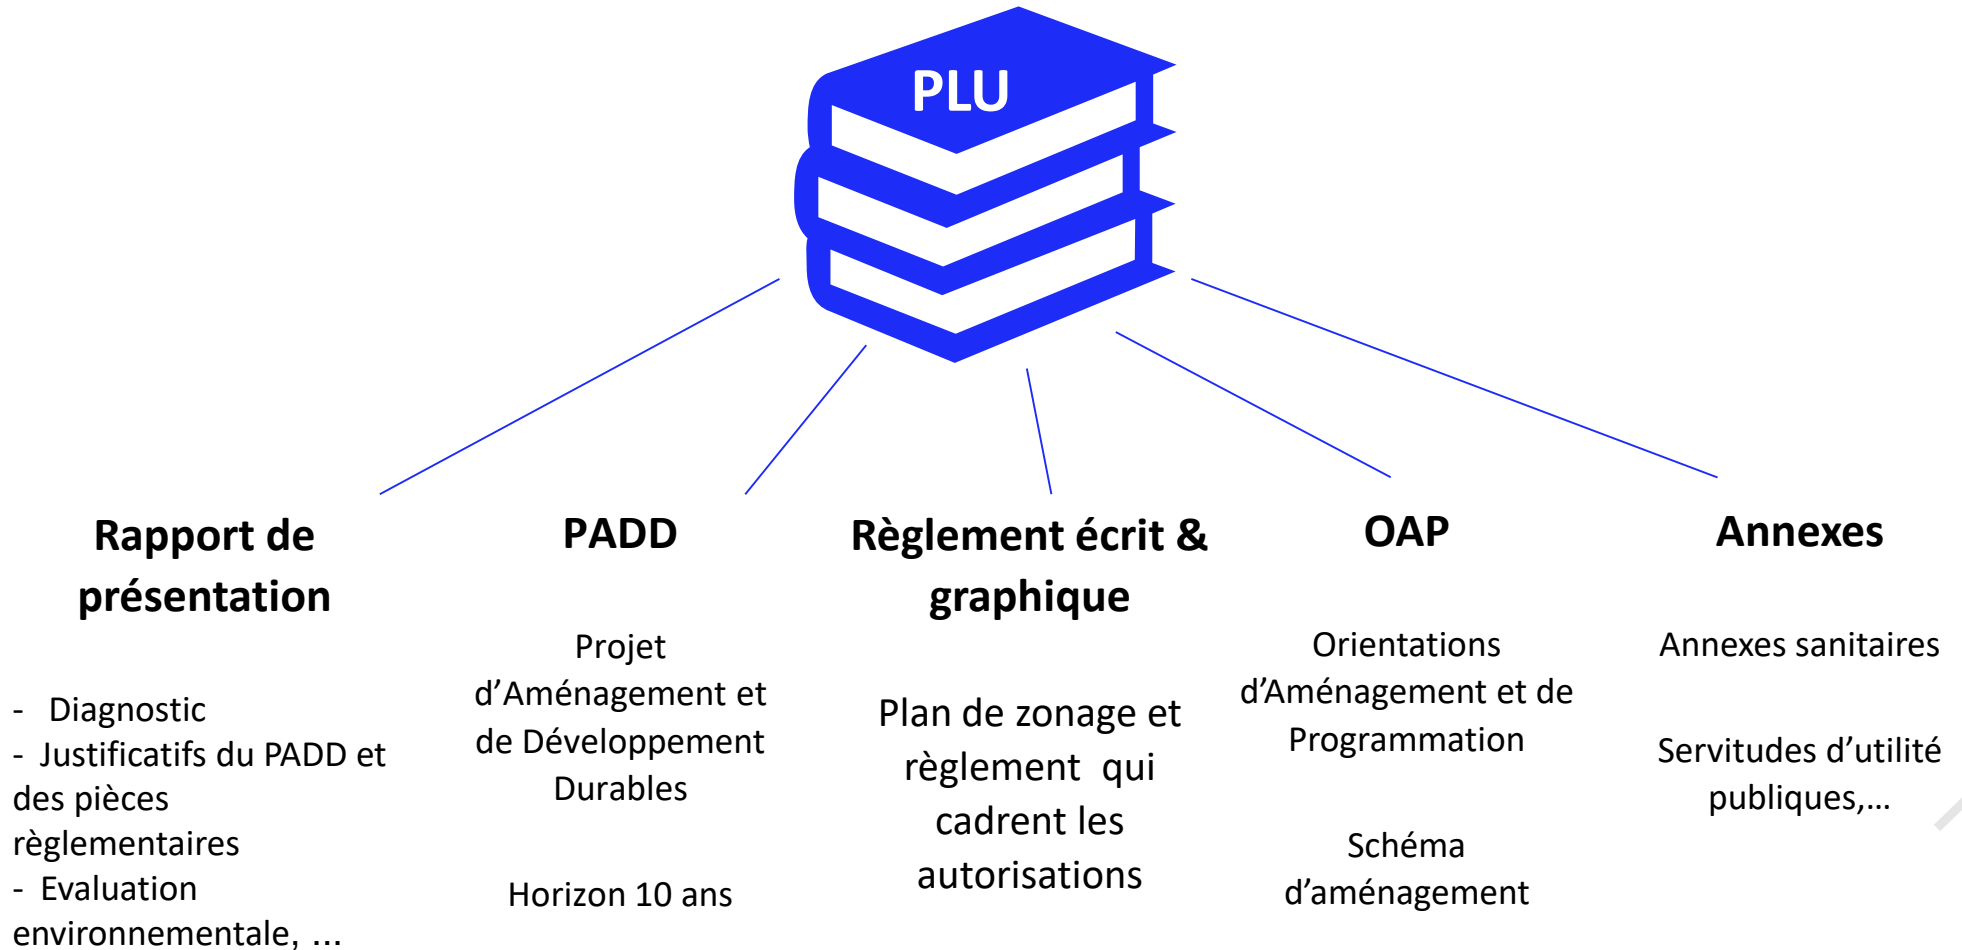 PLU
Rapport de
présentation
- Diagnostic
- Justificatifs du PADD et
des pièces
règlementaires
- Evaluation
environnementale, ...
PADD
Projet
d’Aménagement et
de Développement
Durables
Horizon 10 ans
Règlement écrit &
graphique
Plan de zonage et
règlement qui
cadrent les
autorisations
OAP
Orientations
d’Aménagement et de
Programmation
Schéma
d’aménagement
Annexes
Annexes sanitaires
Servitudes d’utilité
publiques,…